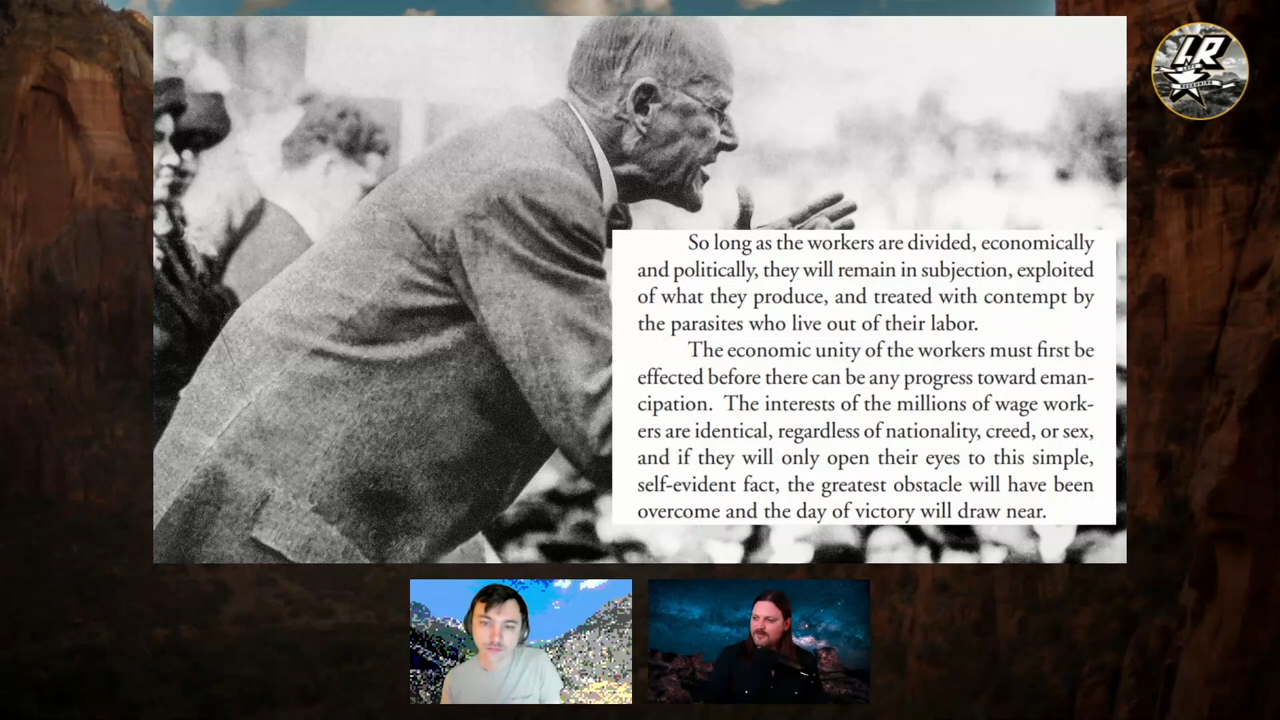 So long as the workers are divided, economically
and politically, they will remain in subjection, exploited
of what they produce, and treated with contempt by
the parasites who live out of their labor.
The economic unity of the workers must first be
effected before there can be any progress toward eman-
cipation. The interests of the millions of wage work-
ers are identical, regardless of nationality, creed, or sex,
and if they will only open their eyes to this simple,
self-evident fact, the greatest obstacle will have been
overcome and the day of victory will draw near.
LR
RECKONING